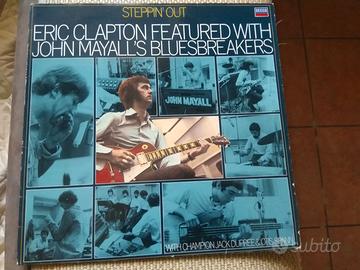 STEPPIN' OUT
DECCA
ERIC CLAPTON FEATURED WITH
JOHN MAYALL'S BLUESBREAKERS
JOHN MAYALL
WITH CHAMPION JACK DUPREE & OTIS SPANN
subito